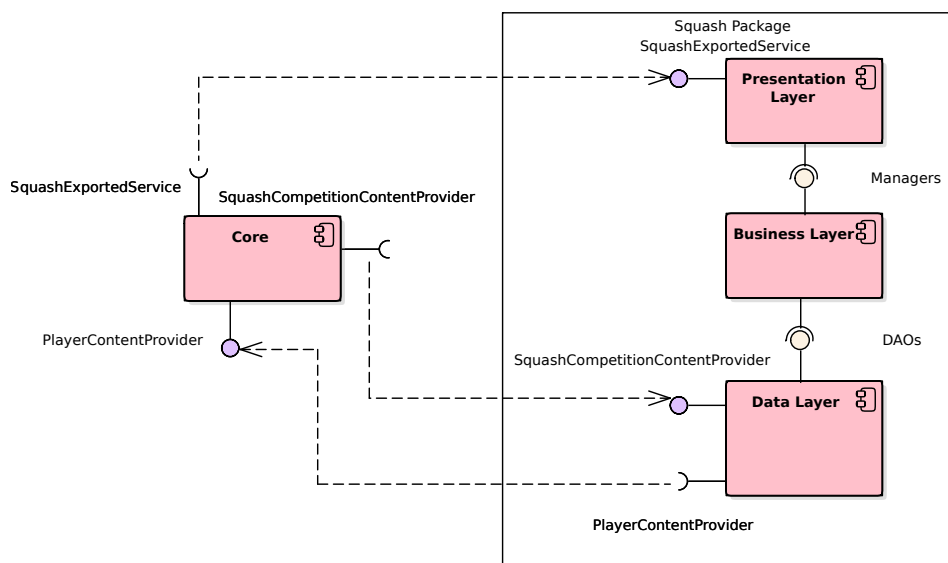 Squash Package
SquashExportedService
Presentation
Layer
SquashExportedService
SquashCompetitionContentProvider
Managers
Core
Business Layer
PlayerContentProvider
DAOs
SquashCompetitionContentProvider
Data Layer
PlayerContentProvider